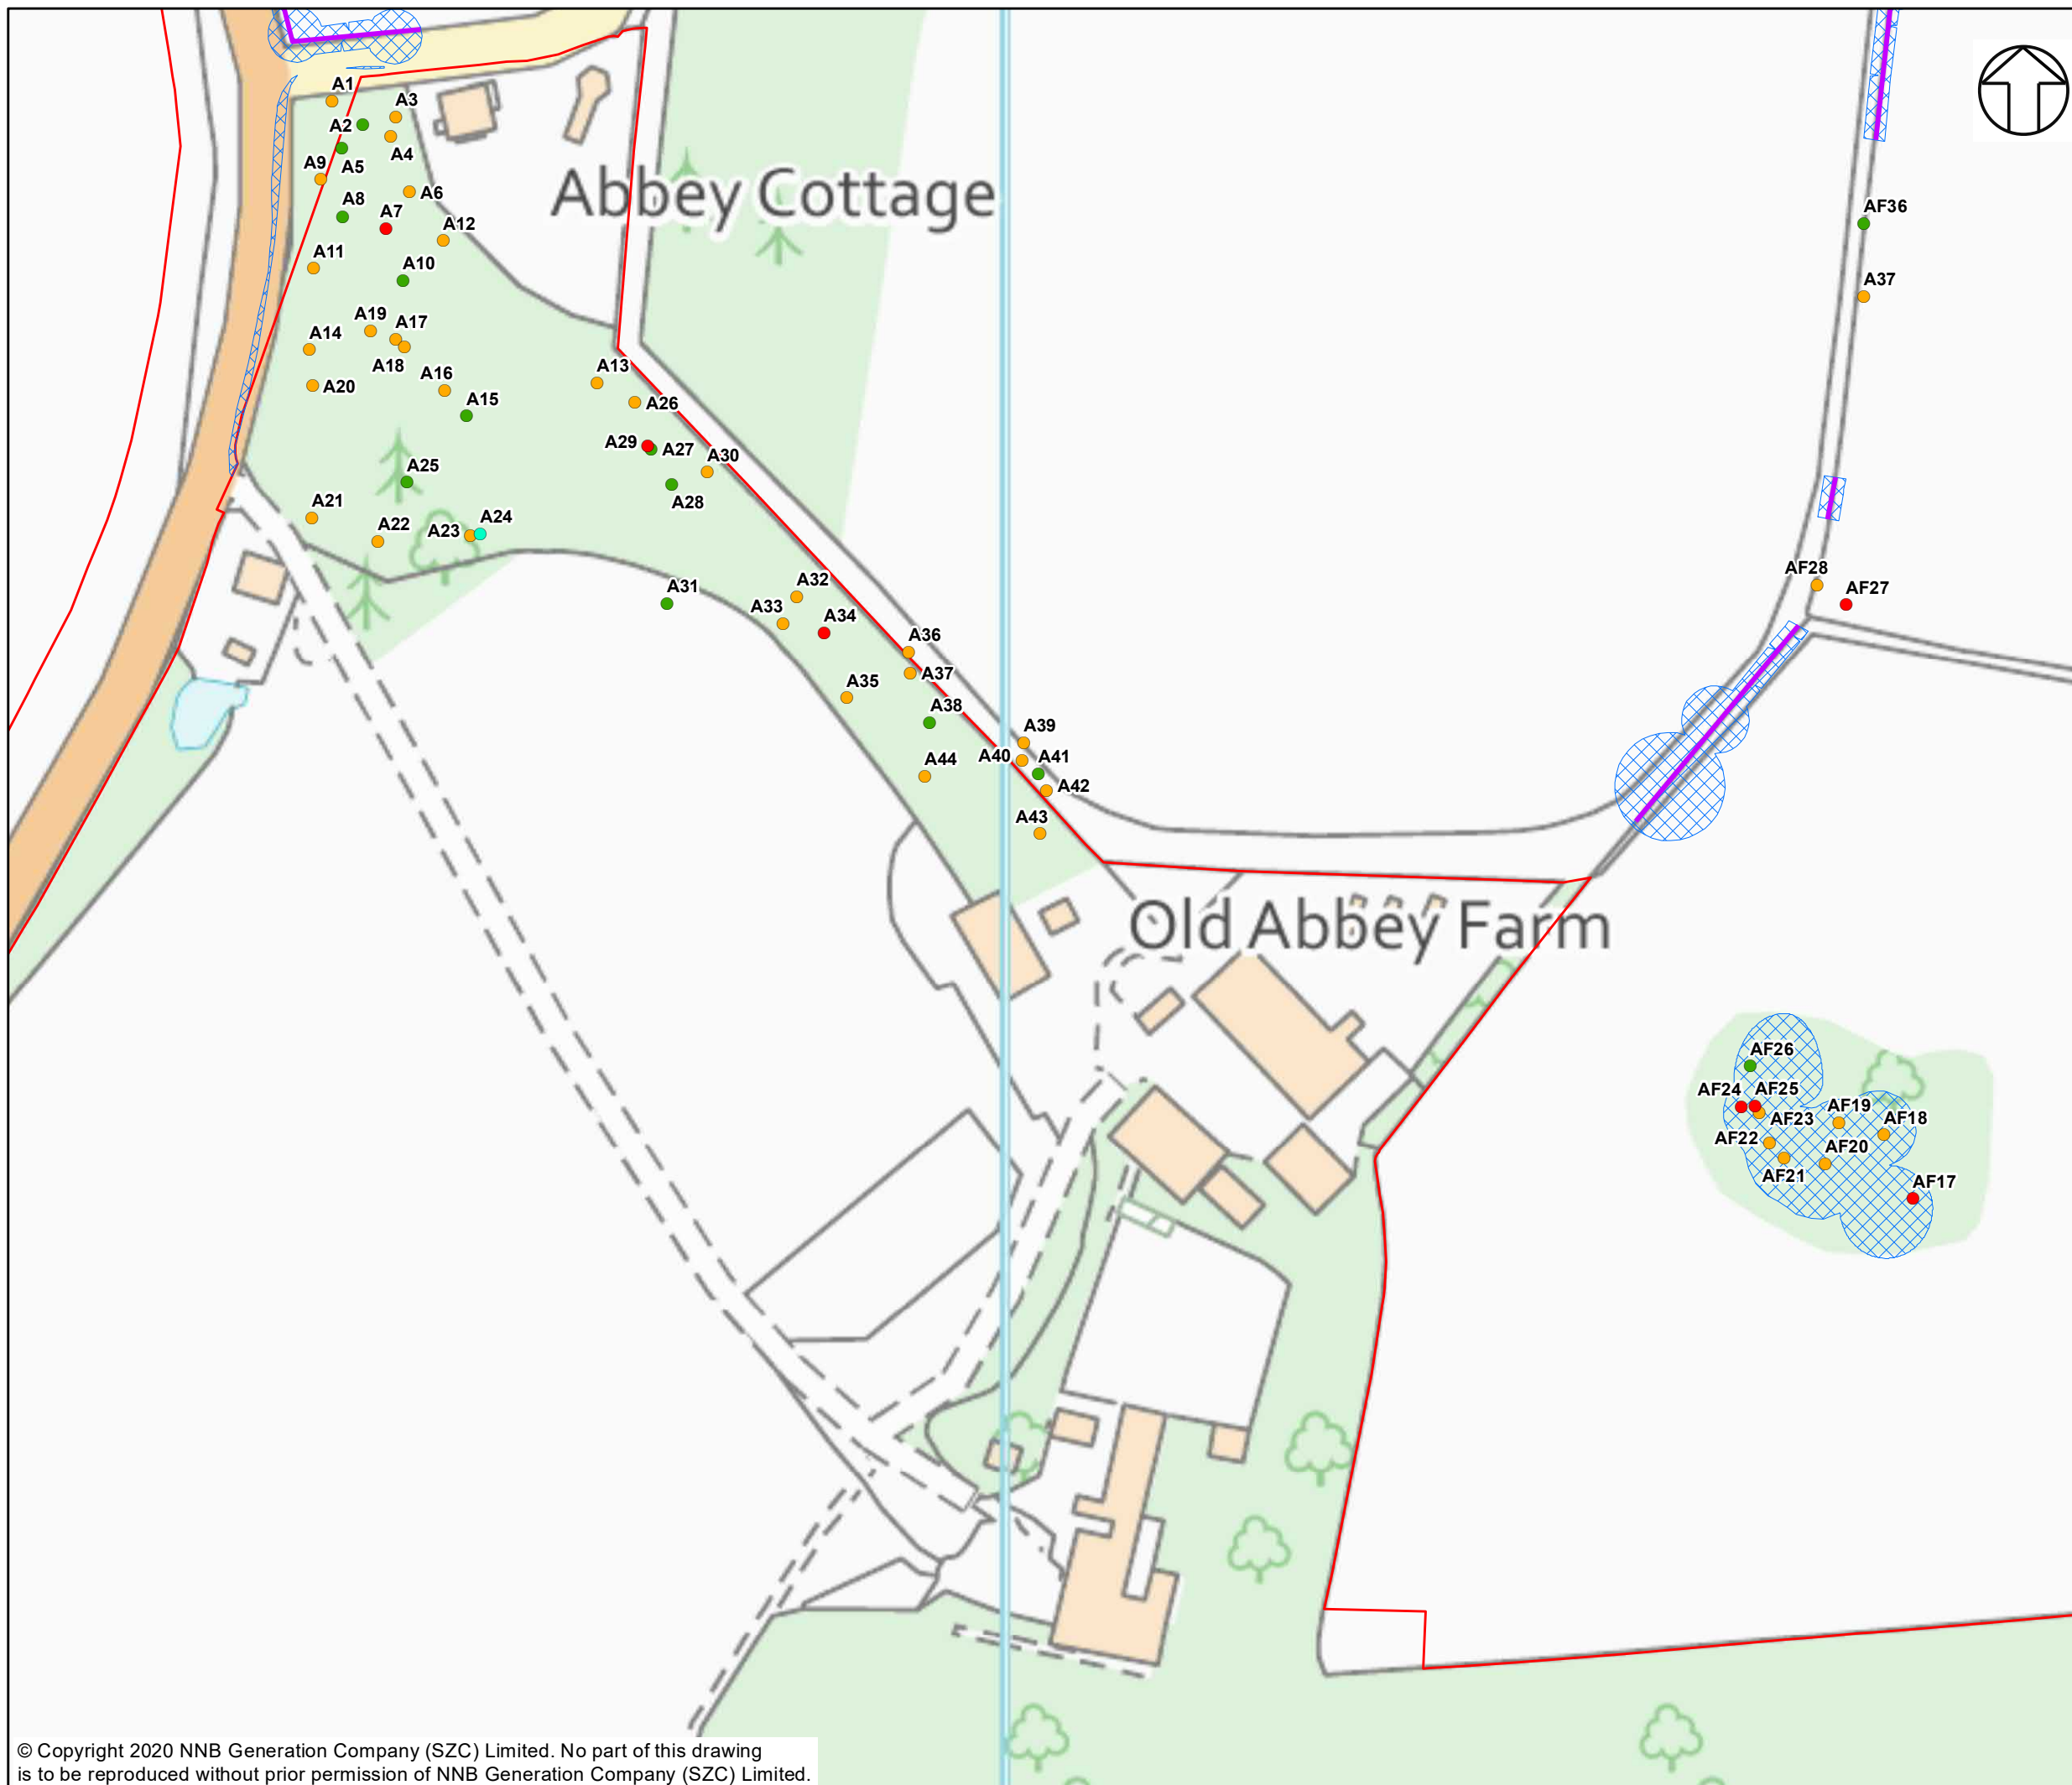 A1
A3
A2
A4
A5
A9
A6
A8
A7
A12
A11
A10
Abbey Cottage
AF36
A37
A19
A17
A14
A18
A13
A16
A20
A15
A26
A29
A27
A30
A25
A28
A21
A22
A23
A24
AF28
AF27
A31
A32
A33
A34
A36
A37
A35
A38
A39
A40
A41
A44
A42
A43
Old Abbey Farm
AF26
AF24
AF25
AF19
AF23
AF18
AF22
AF20
AF21
AF17
© Copyright 2020 NNB Generation Company (SZC) Limited. No part of this drawing
is to be reproduced without prior permission of NNB Generation Company (SZC) Limited.